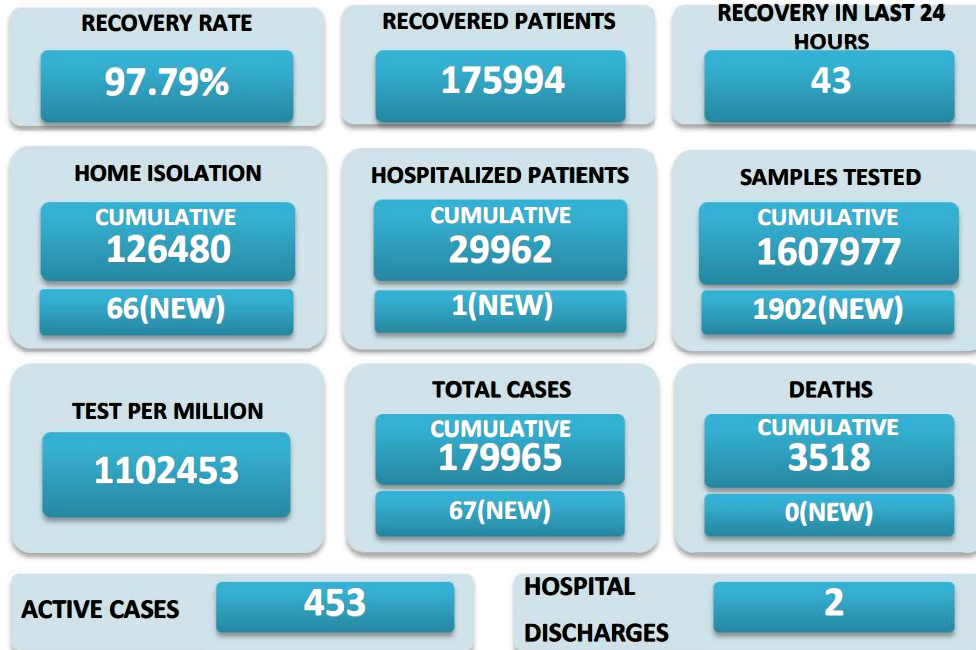 RECOVERY RATE
97.79%
RECOVERED PATIENTS
175994
RECOVERY IN LAST 24
HOURS
43
HOME ISOLATION
CUMULATIVE
126480
66(NEW)
HOSPITALIZED PATIENTS
CUMULATIVE
29962
1(NEW)
SAMPLES TESTED
CUMULATIVE
1607977
1902(NEW)
TEST PER MILLION
1102453
TOTAL CASES
CUMULATIVE
179965
67(NEW)
DEATHS
CUMULATIVE
3518
0(NEW)
ACTIVE CASES
453
HOSPITAL
DISCHARGES
2